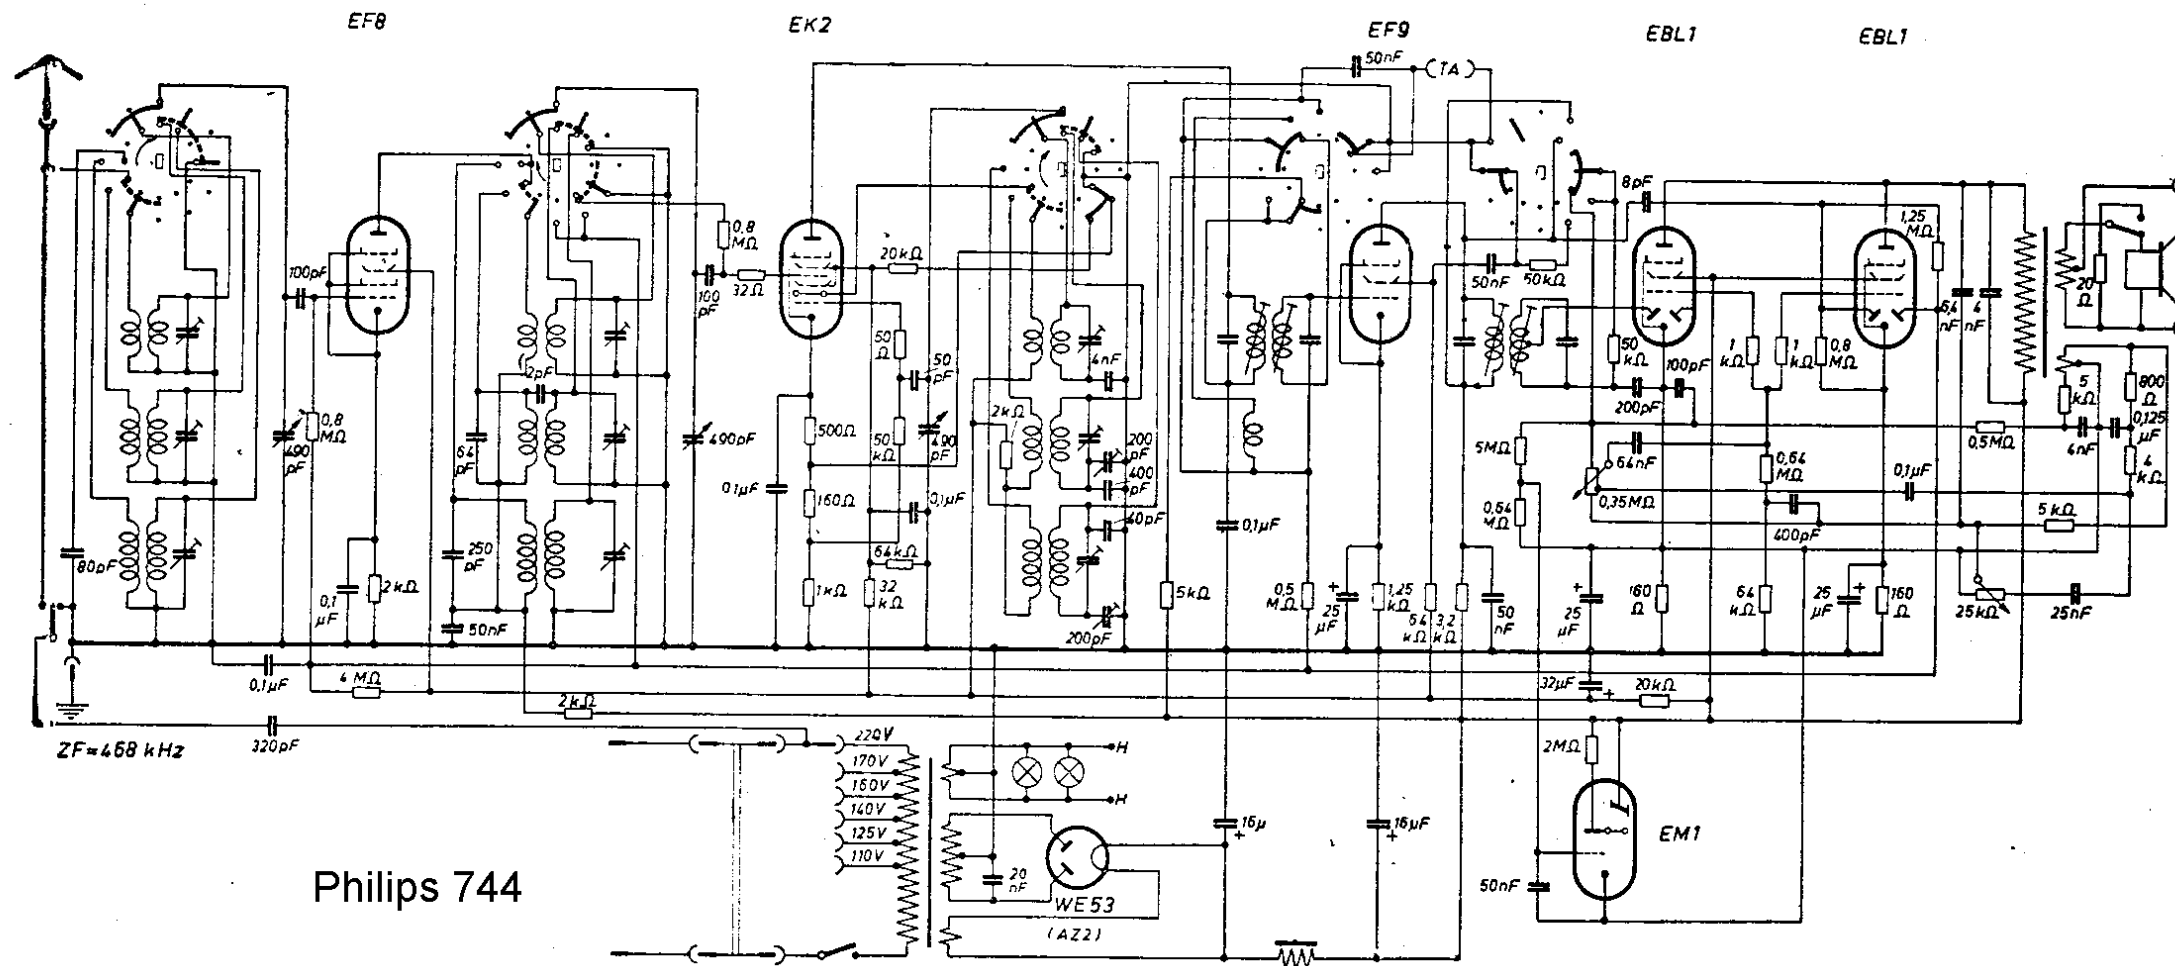 EF8
EK2
EF9
EBL1
EBL1
50nF
(TA)
8pF
0,8
MΩ
1,25
MΩ
100pF
100
pF
32Ω
20kΩ
50nF
50kΩ
20
Ω
6,4
nF
4
nF
50
Ω
50
pF
4nF
2pF
50
kΩ
100pF
200pF
1
kΩ
1
kΩ
0,8
MΩ
5
kΩ
800
Ω
0,125
µF
490
pF
0,8
MΩ
64
pF
490pF
500Ω
50
kΩ
490
pF
2kΩ
200
pF
400
pF
40pF
5MΩ
64nF
0,5MΩ
4nF
4
kΩ
0,64
MΩ
0,1µF
160Ω
0,1µF
0,1µF
0,64
MΩ
0,35MΩ
0,1µF
400pF
5kΩ
80pF
250
pF
64kΩ
32
kΩ
1kΩ
0,1
µF
2kΩ
50nF
200pF
5kΩ
0,5
MΩ
25
µF
1,25
kΩ
64
kΩ
3,2
kΩ
50
nF
25
µF
160
Ω
64
kΩ
25
µF
160
Ω
25kΩ
25nF
0,1µF
4MΩ
2kΩ
32µF
20kΩ
320pF
ZF=468 kHz
220V
170V
160V
140V
125V
110V
H
H
2MΩ
16µ
16µF
EM1
50nF
20
nF
WE53
(AZ2)
Philips 744